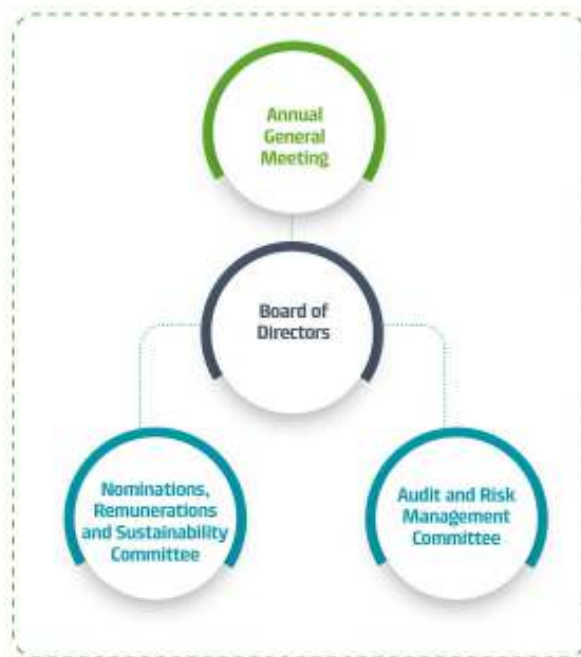 Annual
General
Meeting
Board of
Directors
Nominations,
Remunerations
and Sustainability
Committee
Audit and Risk
Management
Committee